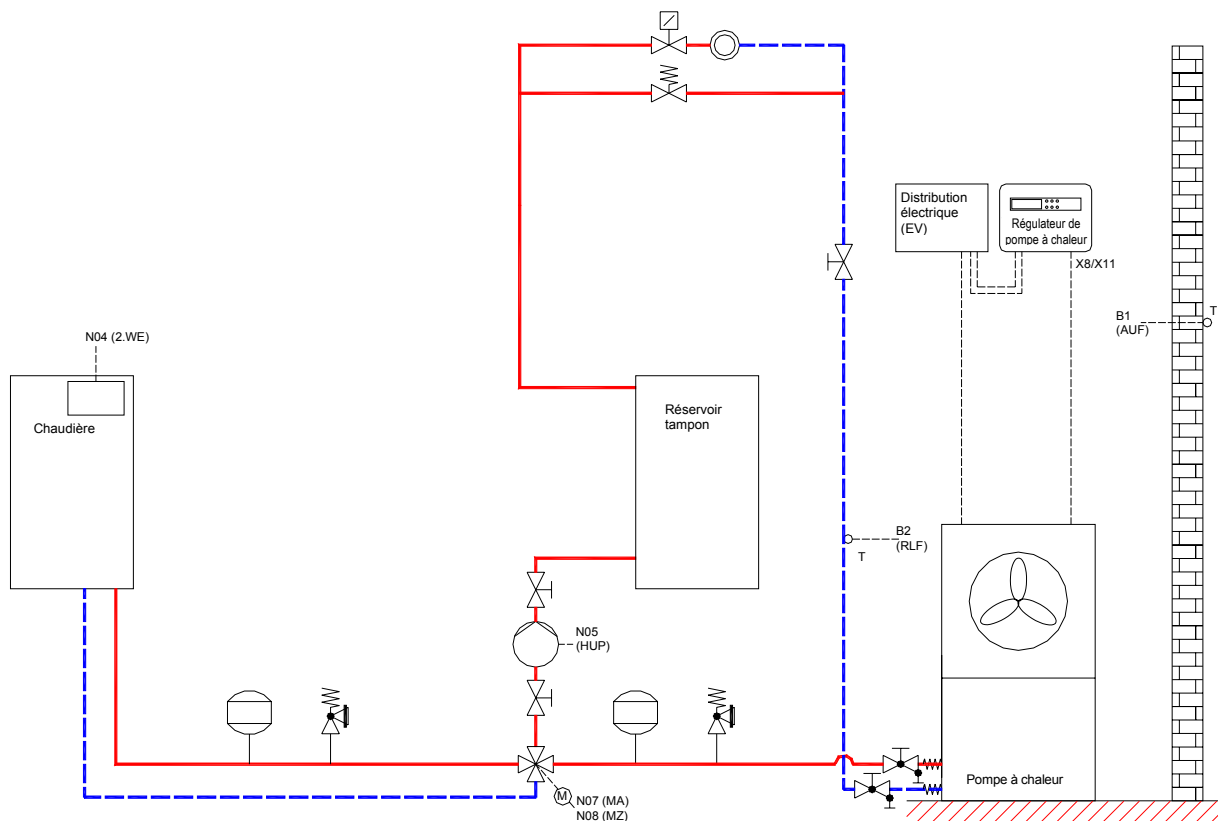 Distribution
électrique
(EV)
Régulateur de
pompe à chaleur
X8/X11
B1
(AUF)
T
N04 (2.WE)
Chaudière
Réservoir
tampon
B2
(RLF)
T
N05
(HUP)
M
N07 (MA)
N08 (MZ)
Pompe à chaleur